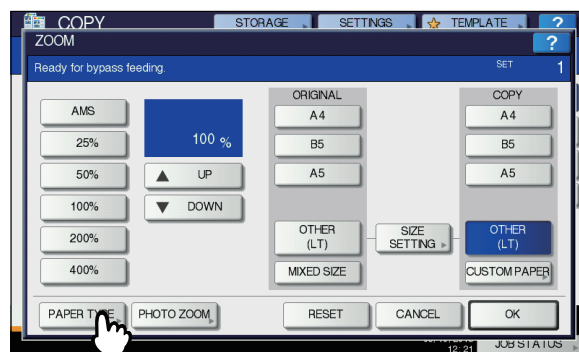 COPY
STORAGE SETTINGS TEMPLATE ?
ZOOM ?
Ready for bypass feeding. SET 1
ORIGINAL COPY
AMS A4 A4
25% 100 % B5 B5
50% UP A5 A5
100% DOWN
200% OTHER (LT) SIZE SETTING OTHER (LT)
400% MIXED SIZE CUSTOM PAPER
PAPER PHOTO ZOOM RESET CANCEL OK
12:21 JOB STATUS